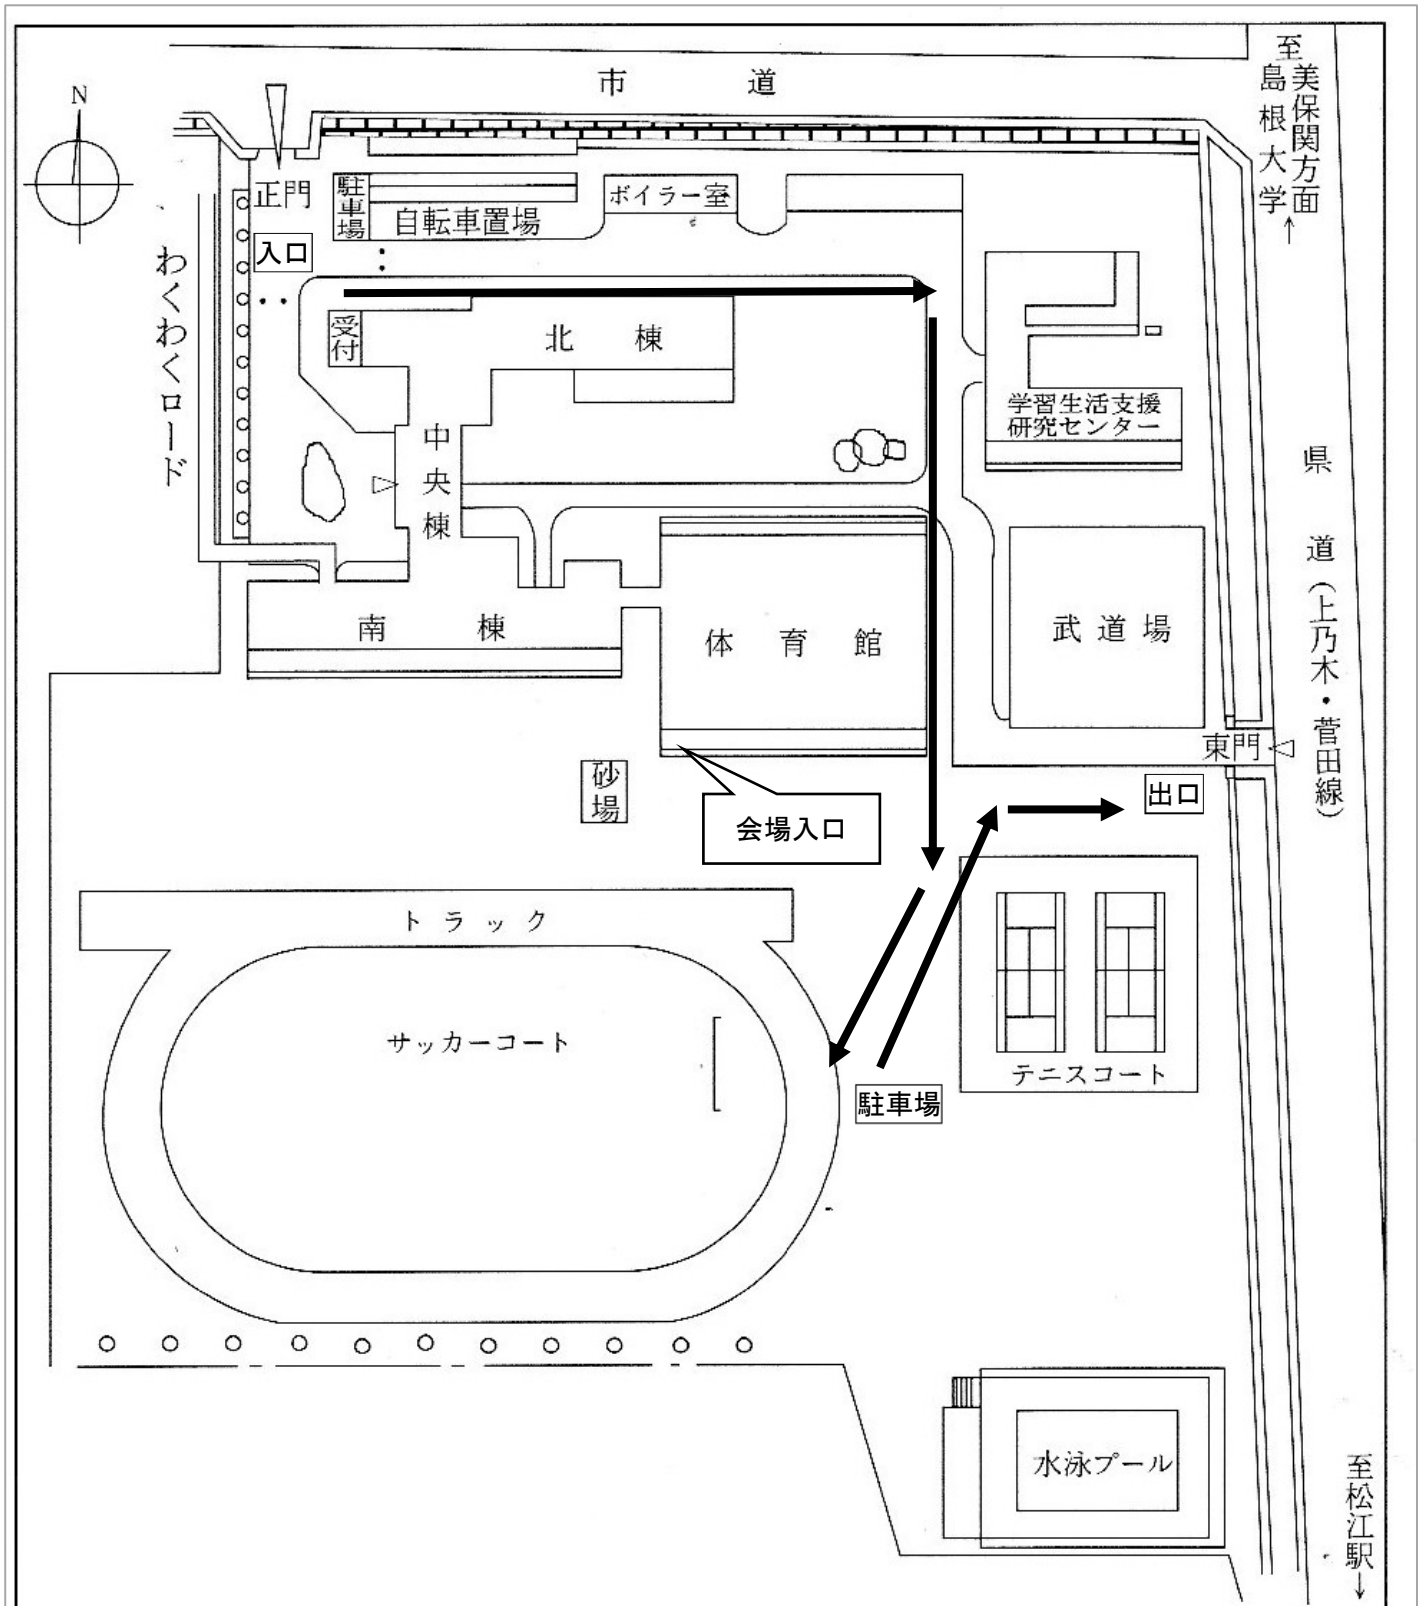 市道
至島根大学
美保関方面
↑
N
正門
駐車場
自転車置場
ボイラー室
入口
わくわくロード
受付
北棟
学習生活支援
研究センター
中央棟
県道(上乃木・菅田線)
南棟
体育館
武道場
東門
砂場
会場入口
出口
トラック
サッカーコート
テニスコート
駐車場
水泳プール
至松江駅
↓